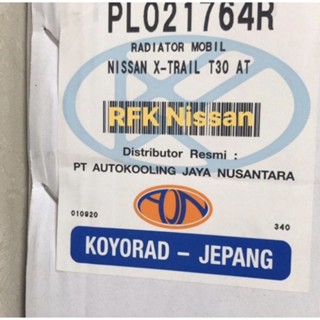 PL021764R
RADIATOR MOBIL
NISSAN X-TRAIL T30 AT
RFK Nissan
Distributor Resmi :
PT AUTOKOOLING JAYA NUSANTARA
AJN
010920
340
KOYORAD – JEPANG